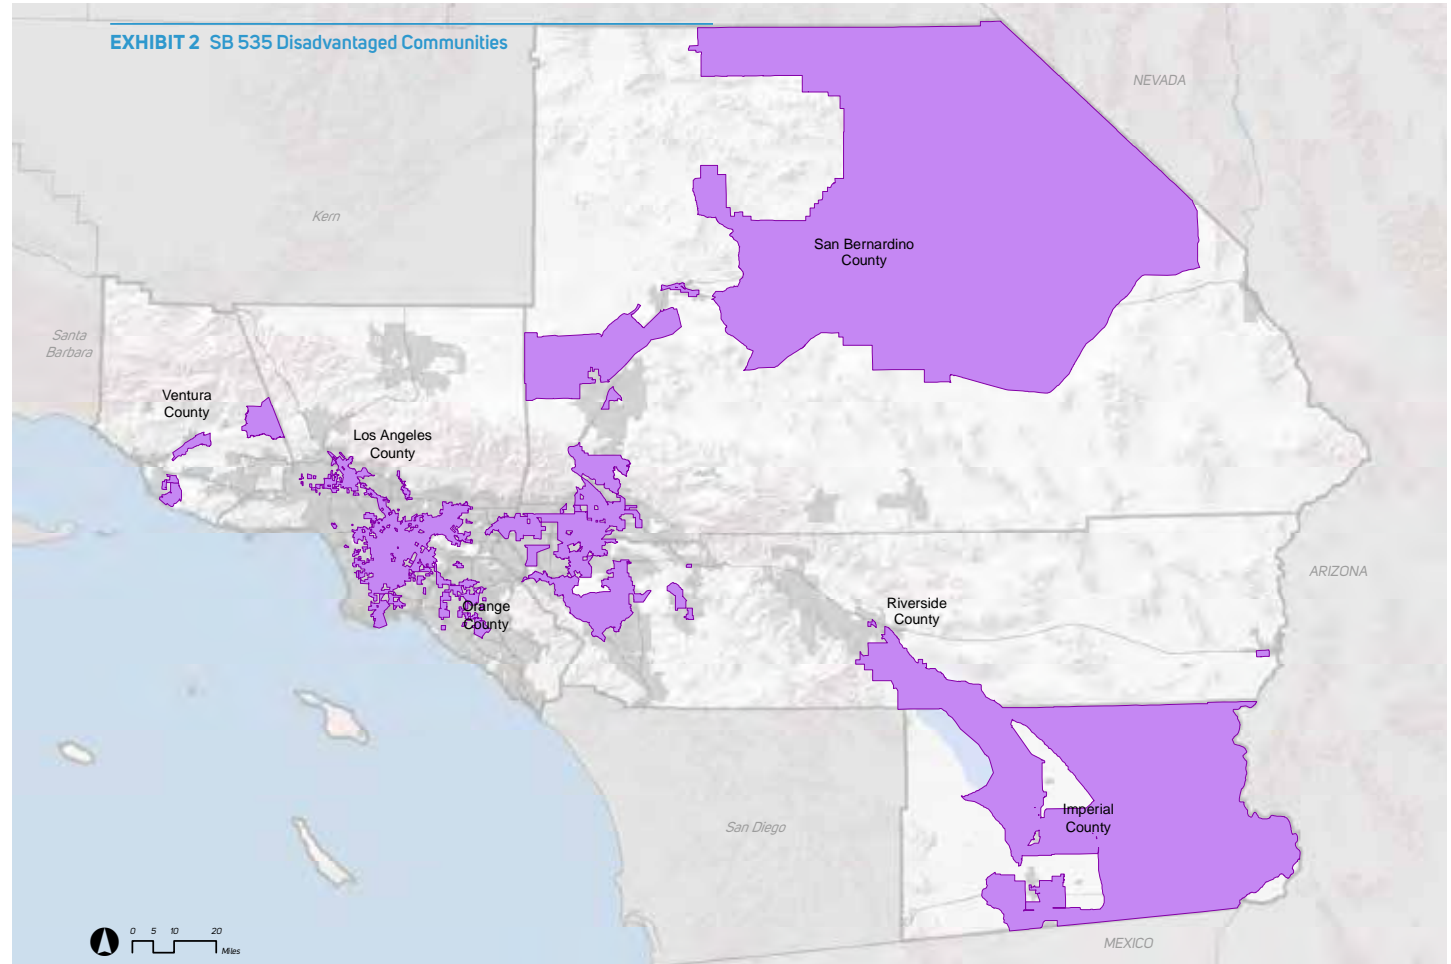 EXHIBIT 2 SB 535 Disadvantaged Communities
NEVADA
Kern
San Bernardino
County
Santa
Barbara
Ventura
County
Los Angeles
County
ARIZONA
Orange
County
Riverside
County
San Diego
Imperial
County
MEXICO
0 5 10 20
Miles